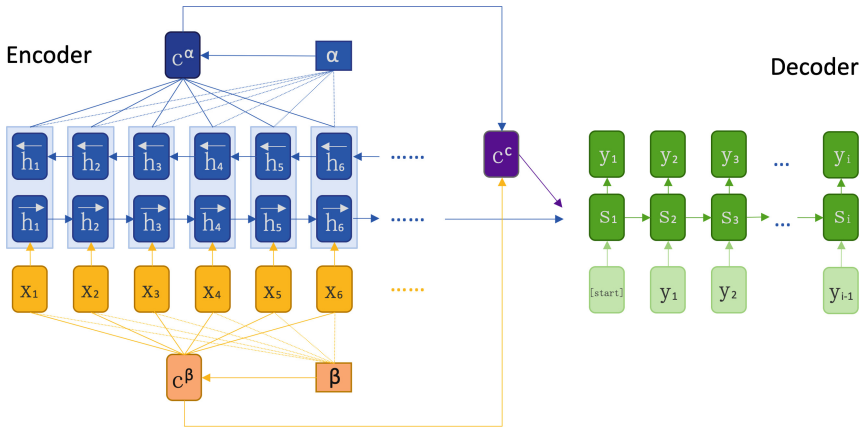 Encoder
Decoder
cᵅ α
h₁ h₂ h₃ h₄ h₅ h₆ ······
cᶜ
y₁ y₂ y₃ ... yᵢ
h₁ h₂ h₃ h₄ h₅ h₆ ······
s₁ s₂ s₃ ... sᵢ
x₁ x₂ x₃ x₄ x₅ x₆ ······
[start] y₁ y₂ yᵢ₋₁
cᵝ β